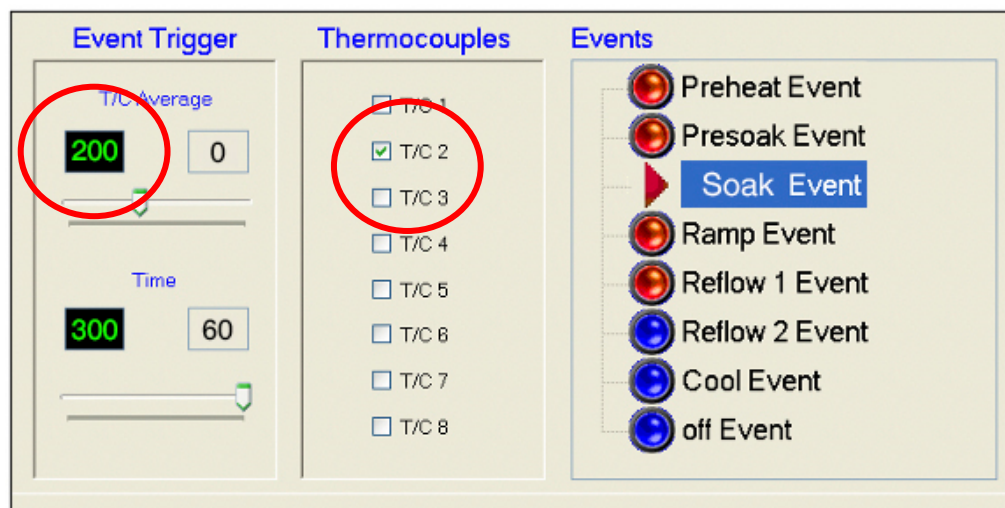 Event Trigger
T/C Average
200 0
Time
300 60
Thermocouples
T/C 1
T/C 2
T/C 3
T/C 4
T/C 5
T/C 6
T/C 7
T/C 8
Events
Preheat Event
Presoak Event
Soak Event
Ramp Event
Reflow 1 Event
Reflow 2 Event
Cool Event
off Event